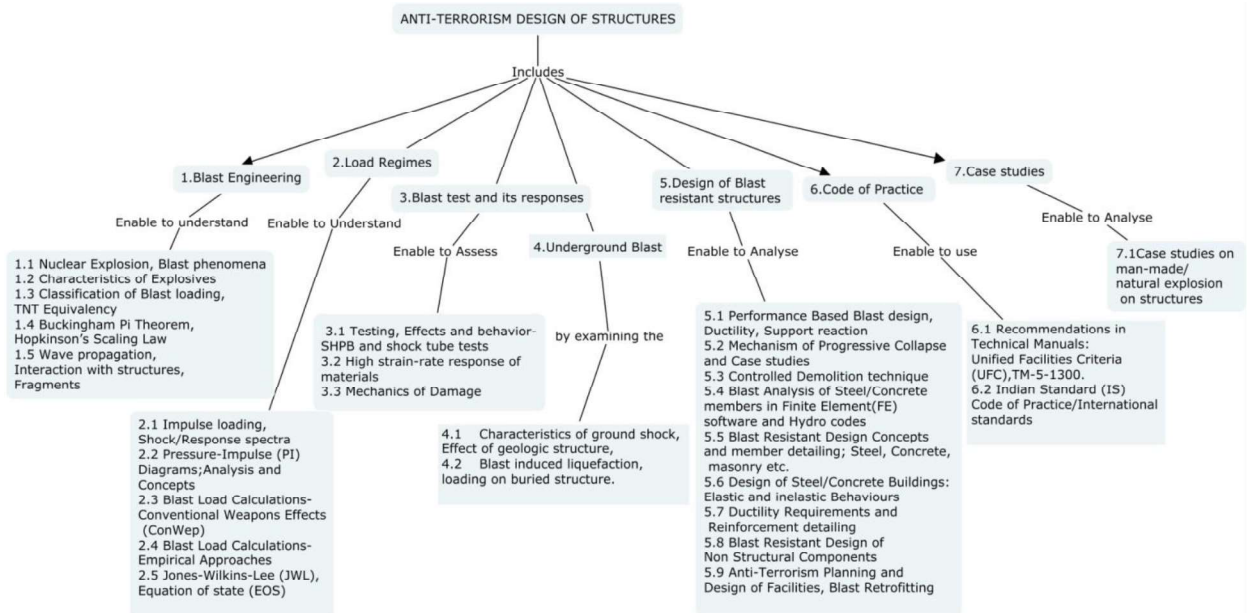 ANTI-TERRORISM DESIGN OF STRUCTURES
Includes
1.Blast Engineering
2.Load Regimes
3.Blast test and its responses
4.Underground Blast
5.Design of Blast
resistant structures
6.Code of Practice
7.Case studies
Enable to understand
1.1 Nuclear Explosion, Blast phenomena
1.2 Characteristics of Explosives
1.3 Classification of Blast loading,
TNT Equivalency
1.4 Buckingham Pi Theorem,
Hopkinson's Scaling Law
1.5 Wave propagation,
Interaction with structures,
Fragments
Enable to Understand
2.1 Impulse loading,
Shock/Response spectra
2.2 Pressure-Impulse (PI)
Diagrams;Analysis and
Concepts
2.3 Blast Load Calculations-
Conventional Weapons Effects
(ConWep)
2.4 Blast Load Calculations-
Empirical Approaches
2.5 Jones-Wilkins-Lee (JWL),
Equation of state (EOS)
Enable to Assess
3.1 Testing, Effects and behavior-
SHPB and shock tube tests
3.2 High strain-rate response of
materials
3.3 Mechanics of Damage
by examining the
4.1 Characteristics of ground shock,
Effect of geologic structure,
4.2 Blast induced liquefaction,
loading on buried structure.
Enable to Analyse
5.1 Performance Based Blast design,
Ductility, Support reaction
5.2 Mechanism of Progressive Collapse
and Case studies
5.3 Controlled Demolition technique
5.4 Blast Analysis of Steel/Concrete
members in Finite Element(FE)
software and Hydro codes
5.5 Blast Resistant Design Concepts
and member detailing; Steel, Concrete,
masonry etc.
5.6 Design of Steel/Concrete Buildings:
Elastic and inelastic Behaviours
5.7 Ductility Requirements and
Reinforcement detailing
5.8 Blast Resistant Design of
Non Structural Components
5.9 Anti-Terrorism Planning and
Design of Facilities, Blast Retrofitting
Enable to use
6.1 Recommendations in
Technical Manuals:
Unified Facilities Criteria
(UFC),TM-5-1300.
6.2 Indian Standard (IS)
Code of Practice/International
standards
Enable to Analyse
7.1Case studies on
man-made/
natural explosion
on structures